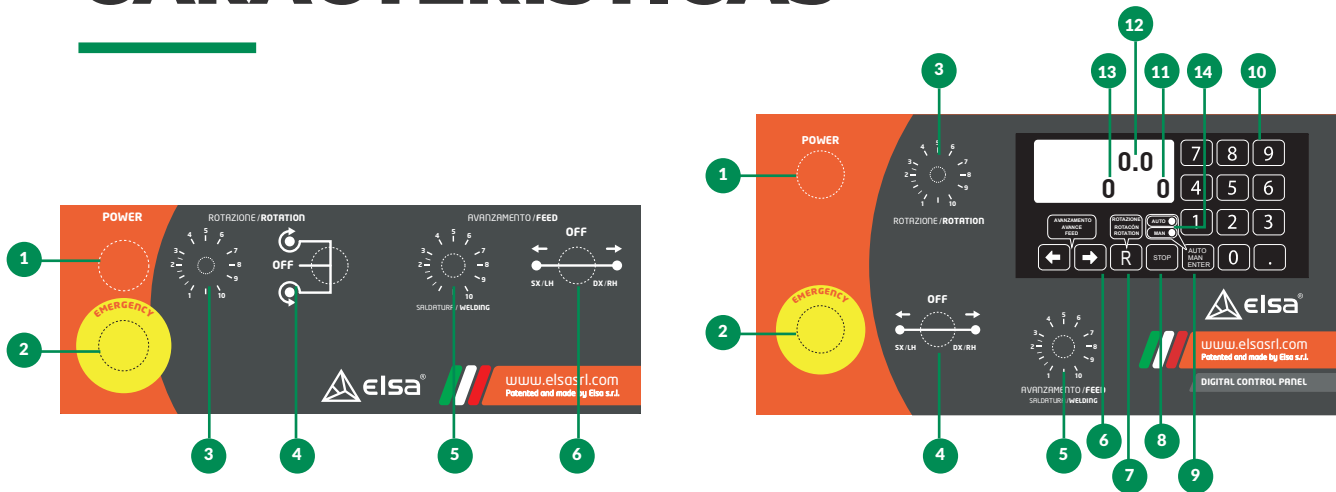 CARACTERÍSTICAS
POWER
ROTAZIONE/ROTATION
1 2 3 4 5 6 7 8 9 10
OFF
AVANZAMENTO/FEED
1 2 3 4 5 6 7 8 9 10
SALDATURA/WELDING
OFF
SX/LH DX/RH
EMERGENCY
elsa®
www.elsasrl.com
Patented and made by Elsa s.r.l.
1
2
3
4
5
6
POWER
1 2 3 4 5 6 7 8 9 10
ROTAZIONE/ROTATION
0.0
0 0
7 8 9
4 5 6
1 2 3
0 .
AVANZAMENTO
AVANCE
FEED
ROTAZIONE
ROTACÓN
ROTATION
AUTO
MAN
R
STOP
AUTO
MAN
ENTER
EMERGENCY
OFF
SX/LH DX/RH
1 2 3 4 5 6 7 8 9 10
AVANZAMENTO/FEED
SALDATURA/WELDING
elsa®
www.elsasrl.com
Patented and made by Elsa s.r.l.
DIGITAL CONTROL PANEL
12
3
13
11
14
10
1
2
4
5
6
7
8
9